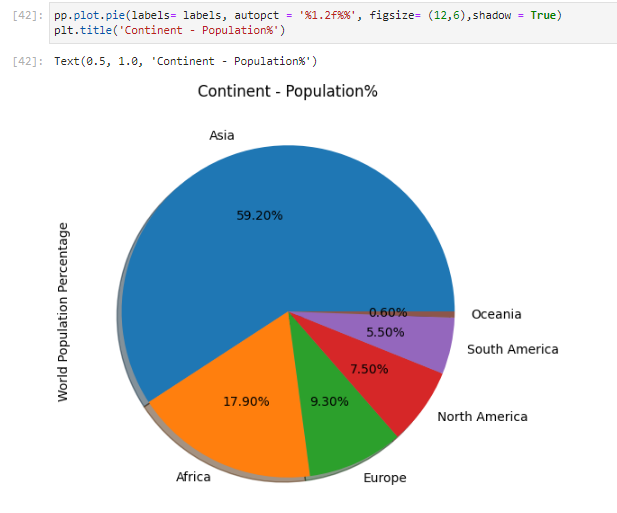 [42]: pp.plot.pie(labels= labels, autopct = '%1.2f%%', figsize= (12,6),shadow = True)
plt.title('Continent - Population%')
[42]: Text(0.5, 1.0, 'Continent - Population%')
Continent - Population%
Asia
59.20%
World Population Percentage
0.60%
Oceania
5.50%
South America
7.50%
North America
17.90%
9.30%
Africa
Europe